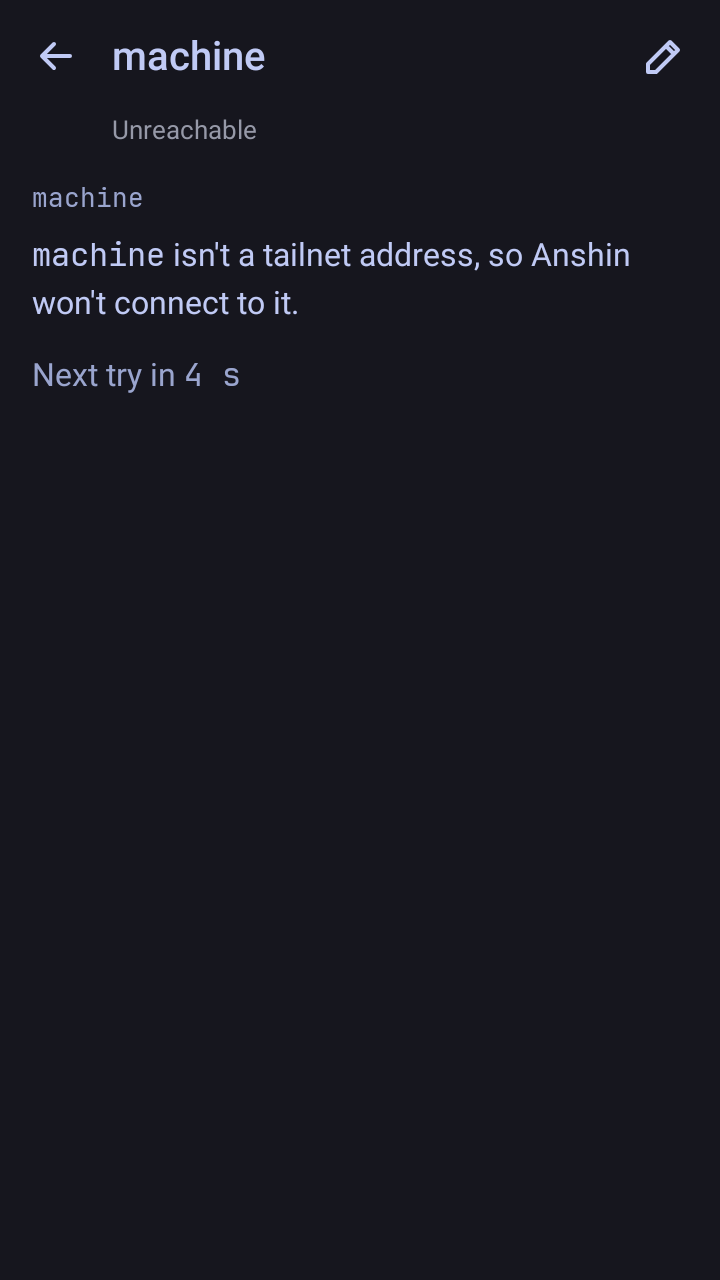 machine
Unreachable
machine
machine isn't a tailnet address, so Anshin
won't connect to it.
Next try in 4 s